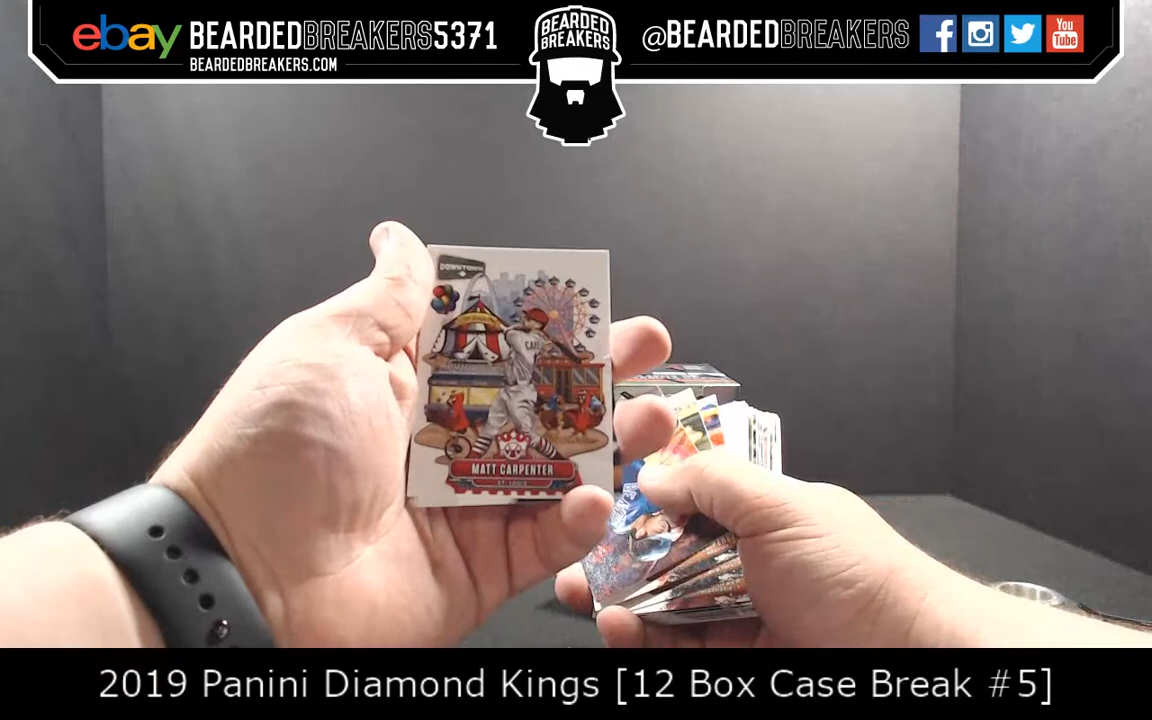 ebay BEARDEDBREAKERS5371
BEARDEDBREAKERS.COM
BEARDED
BREAKERS
@BEARDEDBREAKERS
f
You
Tube
DOWNTOWN
MATT CARPENTER
ST. LOUIS
2019 Panini Diamond Kings [12 Box Case Break #5]